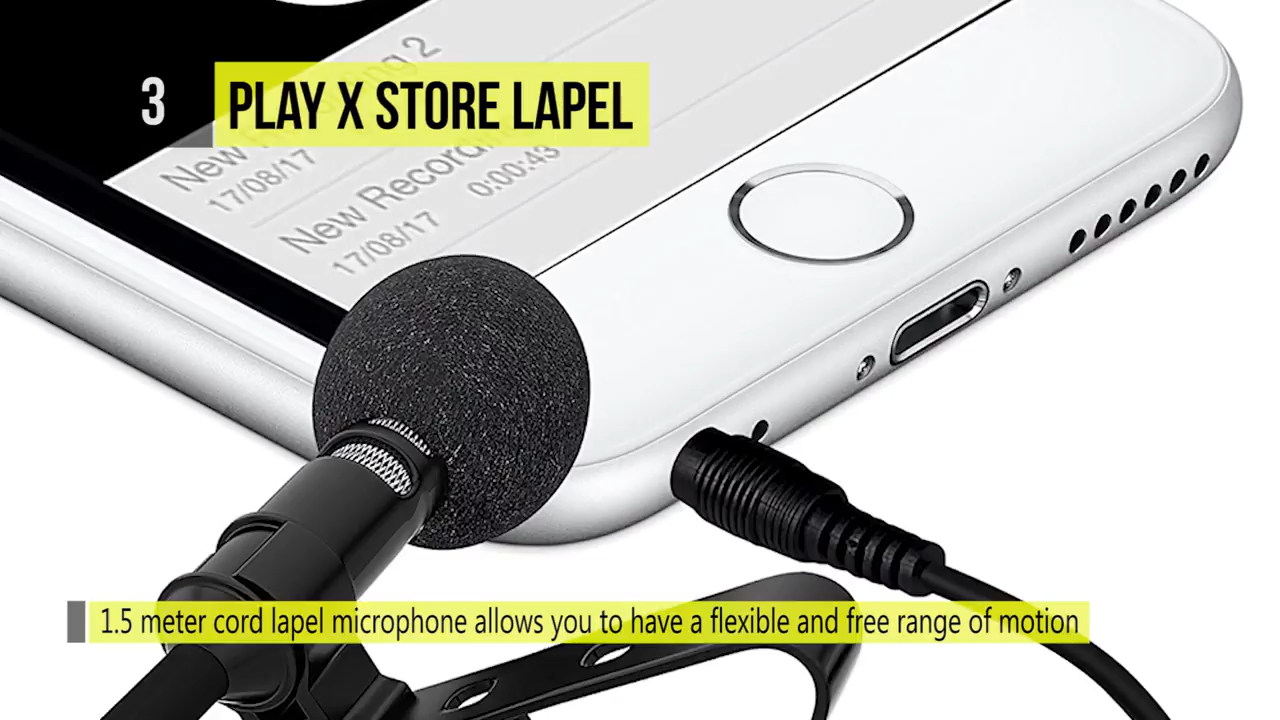 3
PLAY X STORE LAPEL
New Recording 2
17/08/17
New Recording
0:00:43
17/08/17
1.5 meter cord lapel microphone allows you to have a flexible and free range of motion